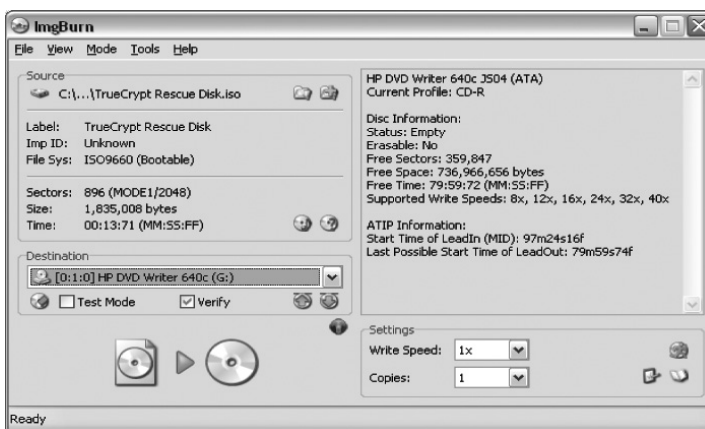 ImgBurn
File View Mode Tools Help
Source
C:\...\TrueCrypt Rescue Disk.iso
Label: TrueCrypt Rescue Disk
Imp ID: Unknown
File Sys: ISO9660 (Bootable)
Sectors: 896 (MODE1/2048)
Size: 1,835,008 bytes
Time: 00:13:71 (MM:SS:FF)
Destination
[0:1:0] HP DVD Writer 640c (G:)
Test Mode Verify
HP DVD Writer 640c JS04 (ATA)
Current Profile: CD-R
Disc Information:
Status: Empty
Erasable: No
Free Sectors: 359,847
Free Space: 736,966,656 bytes
Free Time: 79:59:72 (MM:SS:FF)
Supported Write Speeds: 8x, 12x, 16x, 24x, 32x, 40x
ATIP Information:
Start Time of LeadIn (MID): 97m24s16f
Last Possible Start Time of LeadOut: 79m59s74f
Settings
Write Speed: 1x
Copies: 1
Ready